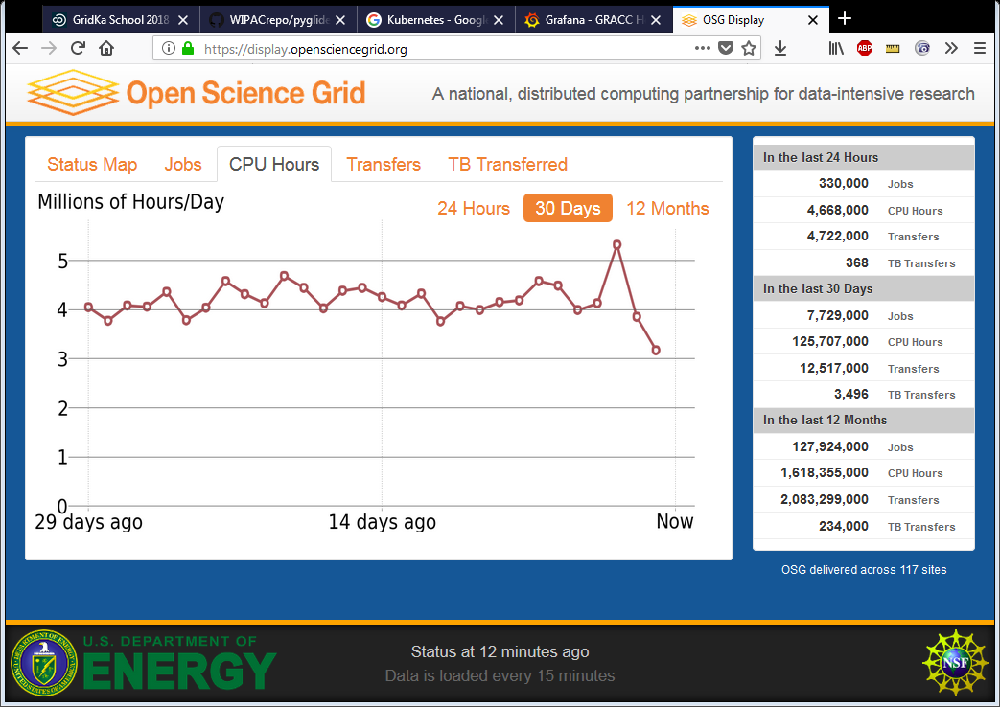 GridKa School 2018
WIPACrepo/pyglide
Kubernetes - Google
Grafana - GRACC H
OSG Display
https://display.opensciencegrid.org
ABP
Open Science Grid
A national, distributed computing partnership for data-intensive research
Status Map Jobs CPU Hours Transfers TB Transferred
Millions of Hours/Day
24 Hours 30 Days 12 Months
5
4
3
2
1
0
29 days ago 14 days ago Now
In the last 24 Hours
330,000 Jobs
4,668,000 CPU Hours
4,722,000 Transfers
368 TB Transfers
In the last 30 Days
7,729,000 Jobs
125,707,000 CPU Hours
12,517,000 Transfers
3,496 TB Transfers
In the last 12 Months
127,924,000 Jobs
1,618,355,000 CPU Hours
2,083,299,000 Transfers
234,000 TB Transfers
OSG delivered across 117 sites
U.S. DEPARTMENT OF
ENERGY
Status at 12 minutes ago
Data is loaded every 15 minutes
NSF